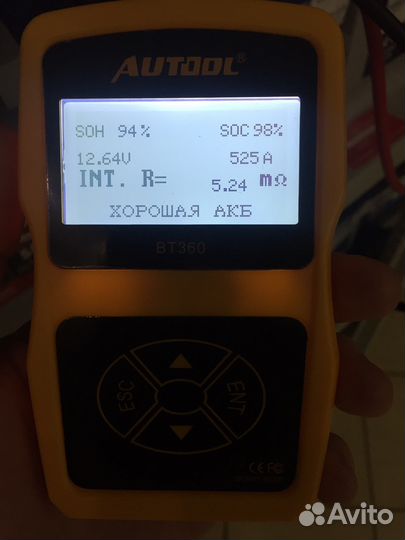 AUTOOL®
SOH 94% SOC 98%
12.64V 525A
INT. R= 5.24 mΩ
ХОРОШАЯ АКБ
BT360
ESC
ENT
CE FC
Avito